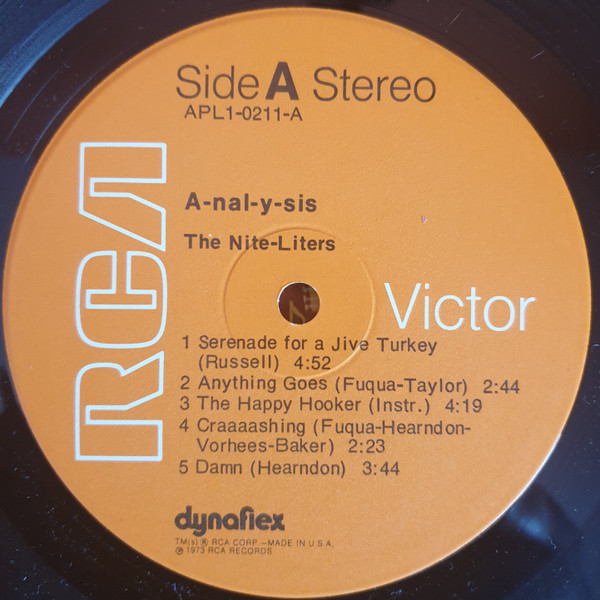 Side A Stereo
APL1-0211-A
A-nal-y-sis
The Nite-Liters
RCA
Victor
1 Serenade for a Jive Turkey
(Russell) 4:52
2 Anything Goes (Fuqua-Taylor) 2:44
3 The Happy Hooker (Instr.) 4:19
4 Craaaashing (Fuqua-Hearndon-
Vorhees-Baker) 2:23
5 Damn (Hearndon) 3:44
dynaflex
TM(s) ® RCA CORP.—MADE IN U.S.A.
℗ 1973 RCA RECORDS